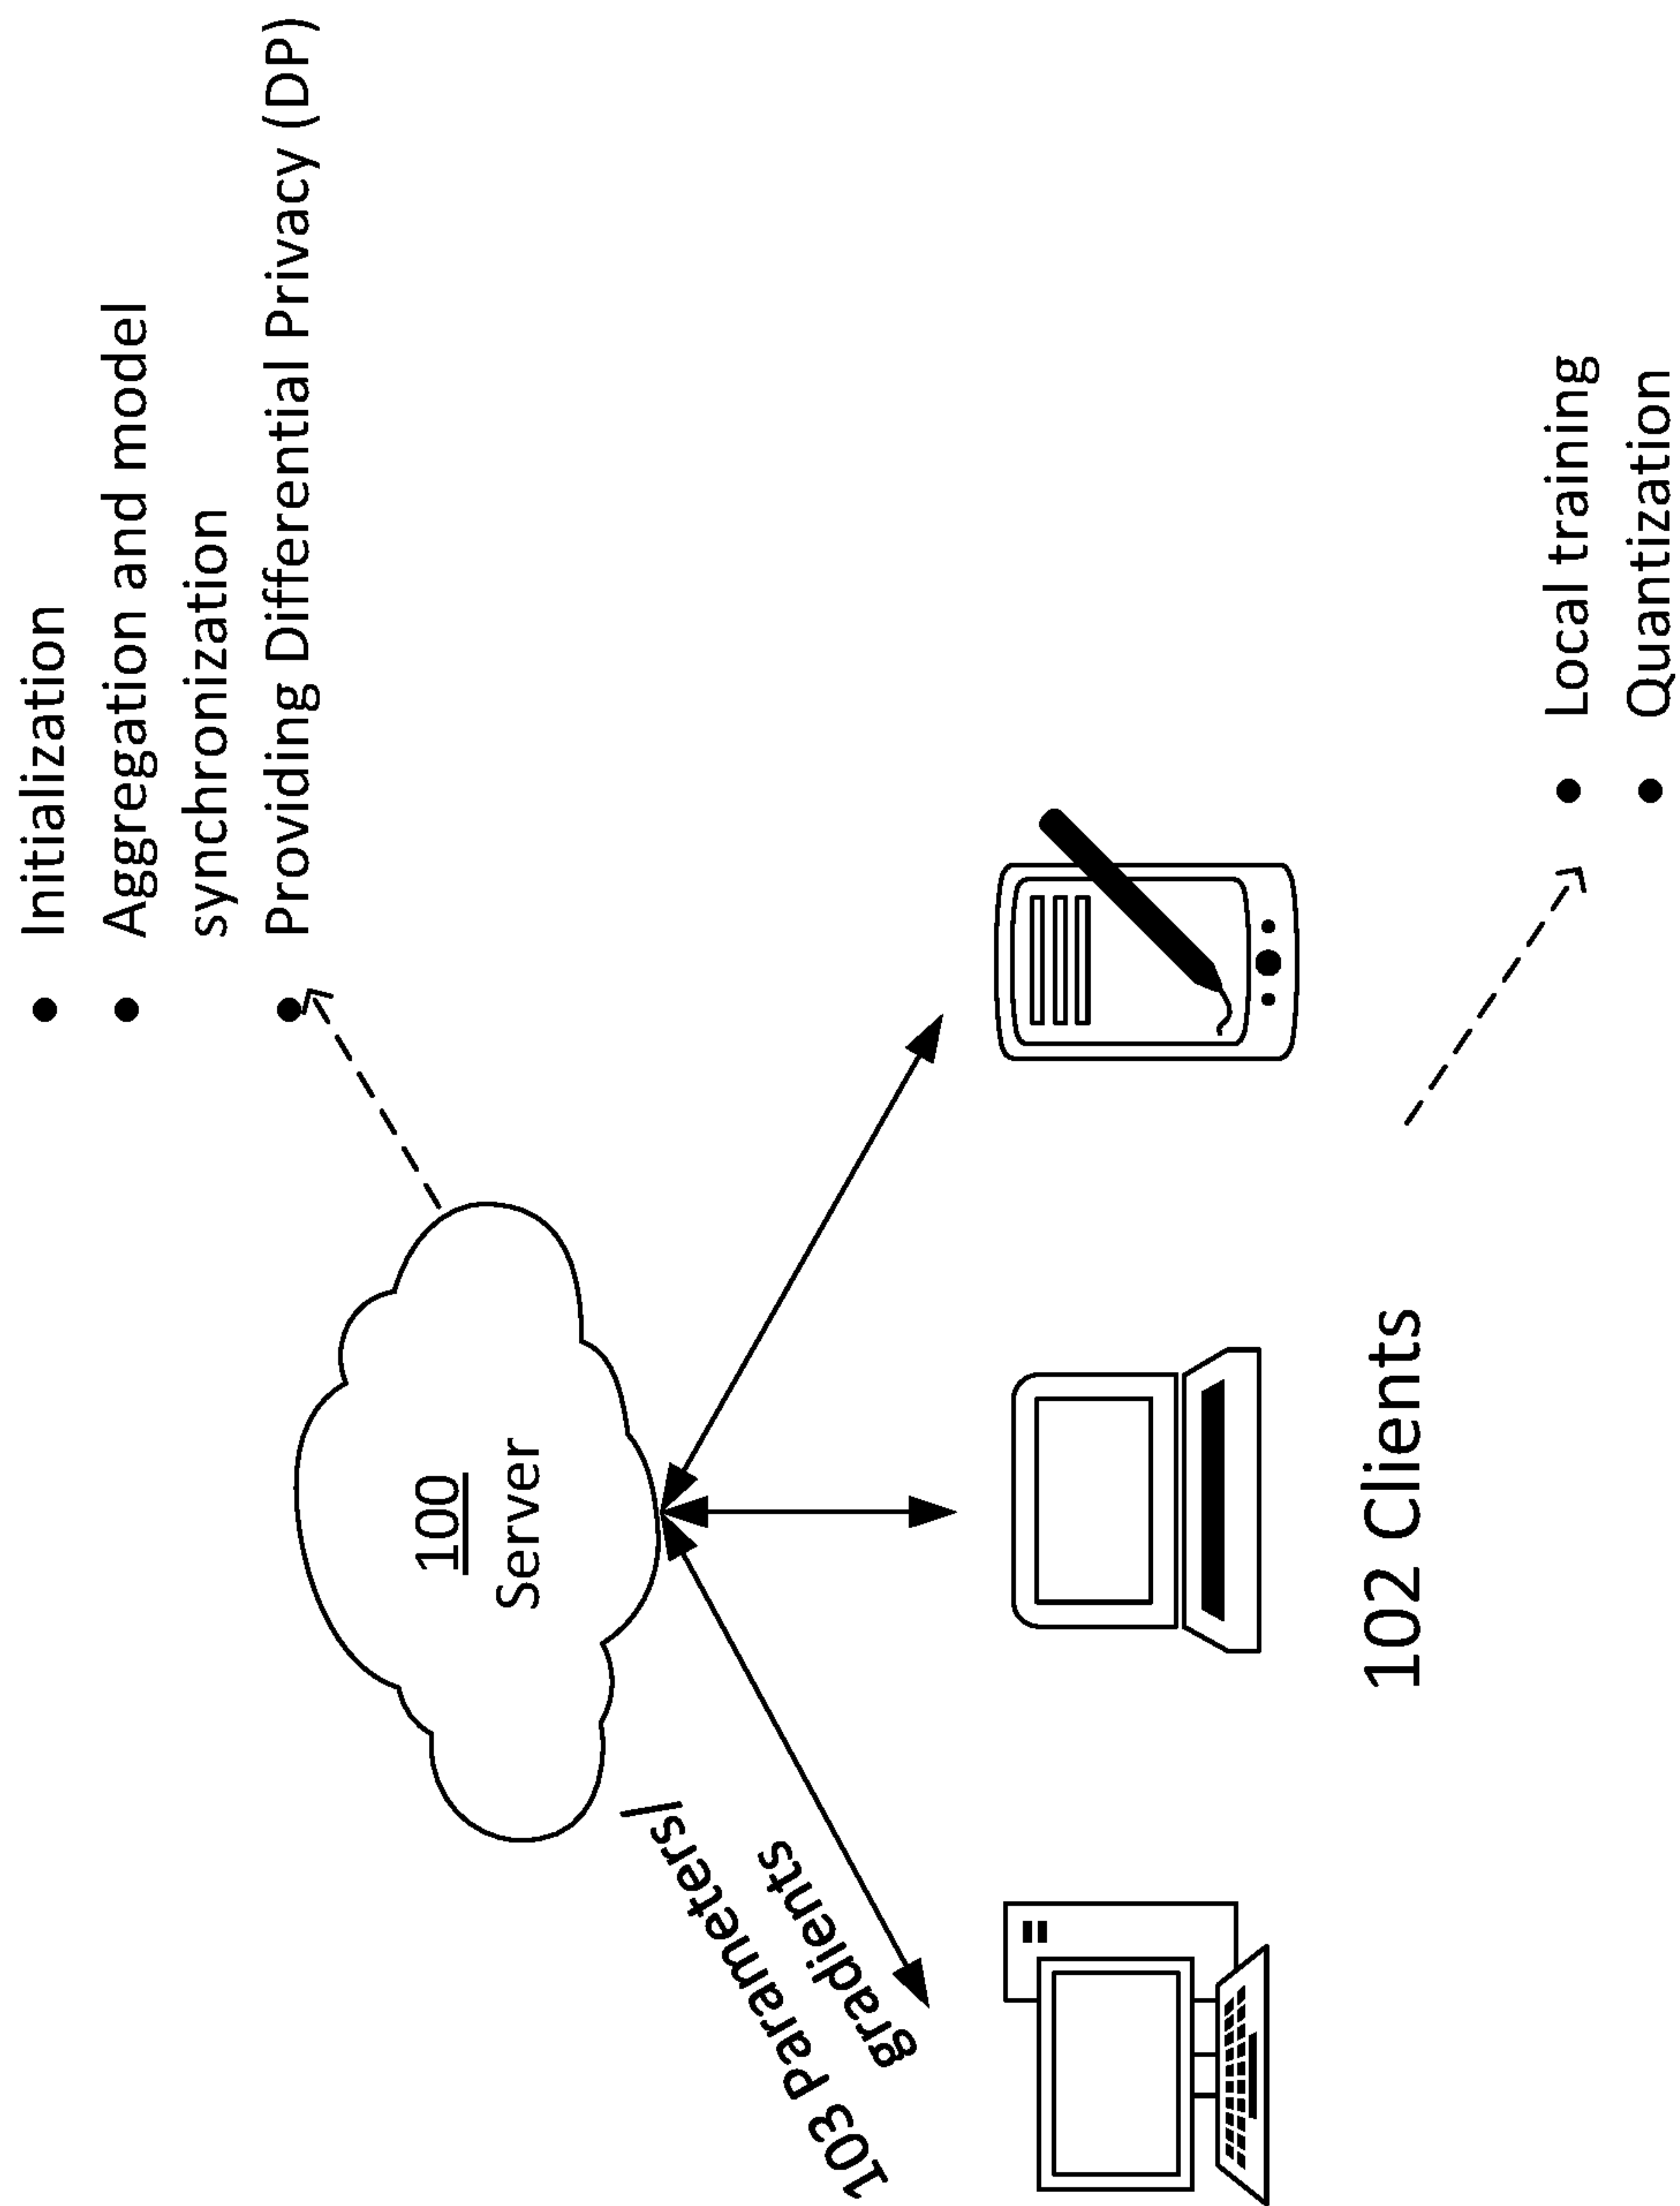 • Initialization
• Aggregation and model
synchronization
• Providing Differential Privacy (DP)
100
Server
103 Parameters/
gradients
102 Clients
• Local training
• Quantization